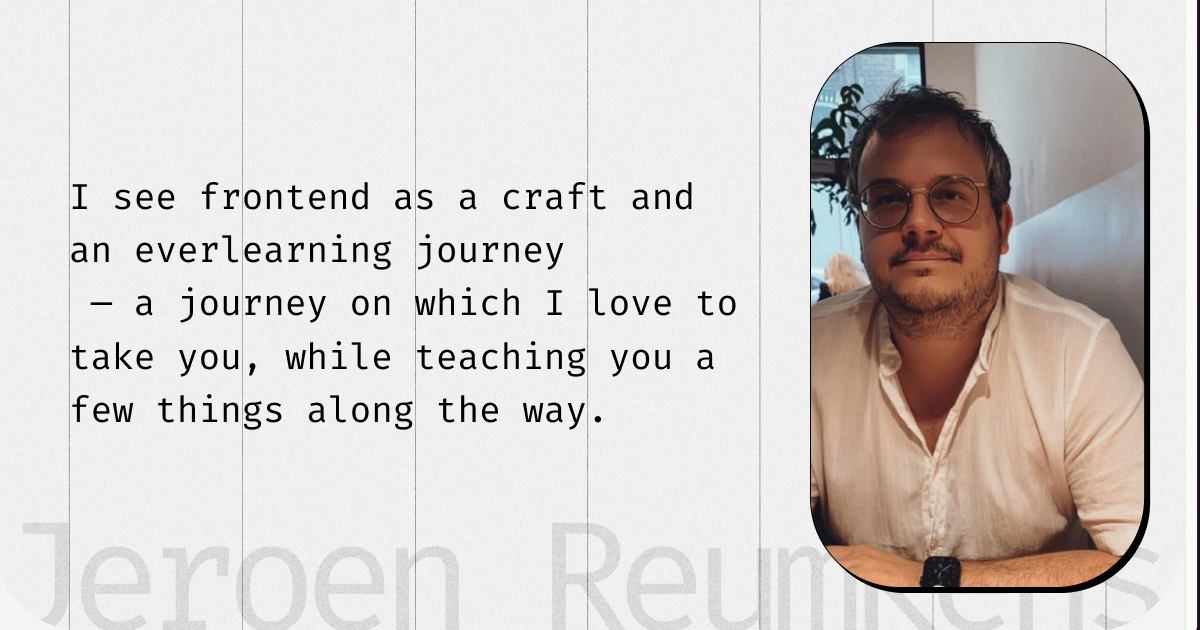 I see frontend as a craft and
an everlearning journey
— a journey on which I love to
take you, while teaching you a
few things along the way.
Jeroen Reumkens